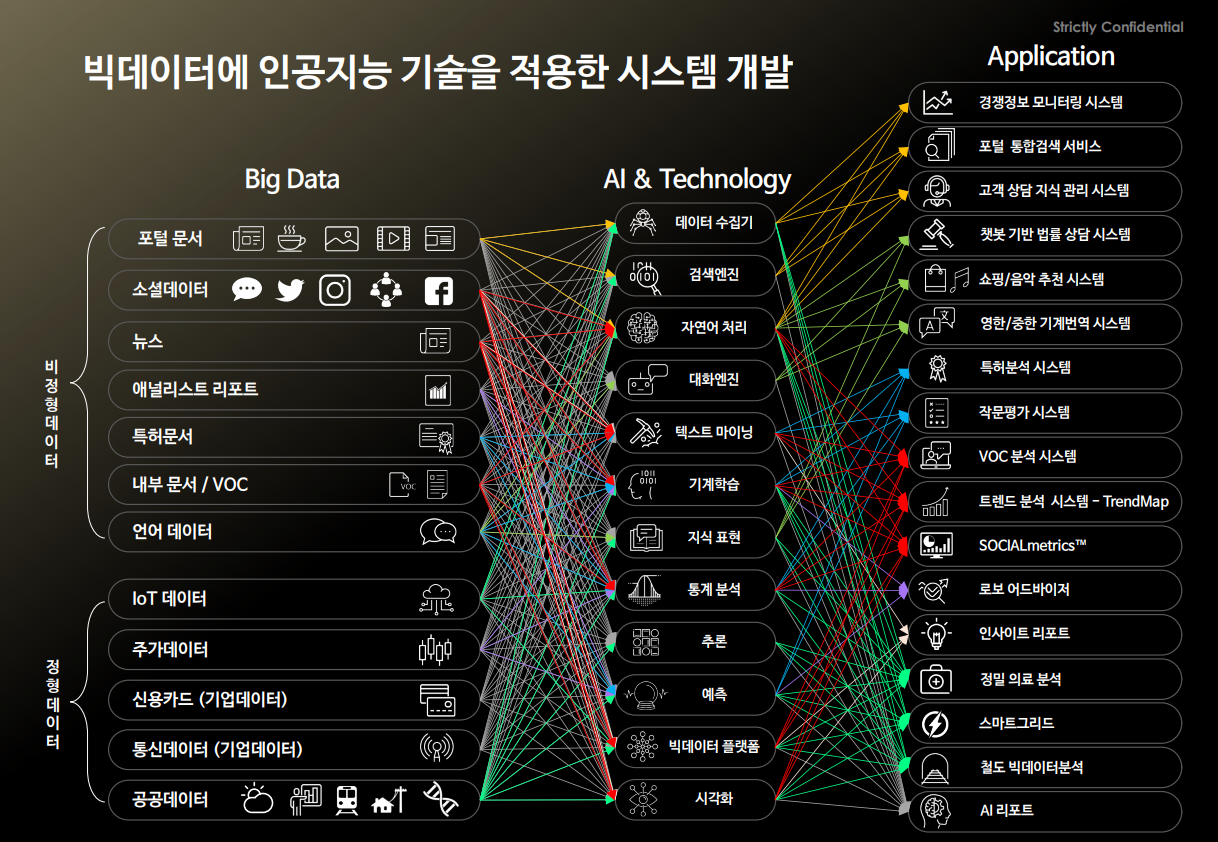 Strictly Confidential
빅데이터에 인공지능 기술을 적용한 시스템 개발
Big Data
비정형데이터
포털 문서
소셜데이터
뉴스
애널리스트 리포트
특허문서
내부 문서 / VOC
VOC
언어 데이터
정형데이터
IoT 데이터
주가데이터
신용카드 (기업데이터)
통신데이터 (기업데이터)
공공데이터
AI & Technology
데이터 수집기
검색엔진
자연어 처리
대화엔진
텍스트 마이닝
기계학습
지식 표현
통계 분석
추론
예측
빅데이터 플랫폼
시각화
Application
경쟁정보 모니터링 시스템
포털 통합검색 서비스
고객 상담 지식 관리 시스템
챗봇 기반 법률 상담 시스템
쇼핑/음악 추천 시스템
영한/중한 기계번역 시스템
특허분석 시스템
작문평가 시스템
VOC 분석 시스템
트렌드 분석 시스템 – TrendMap
SOCIALmetrics™
로보 어드바이저
인사이트 리포트
정밀 의료 분석
스마트그리드
철도 빅데이터분석
AI 리포트